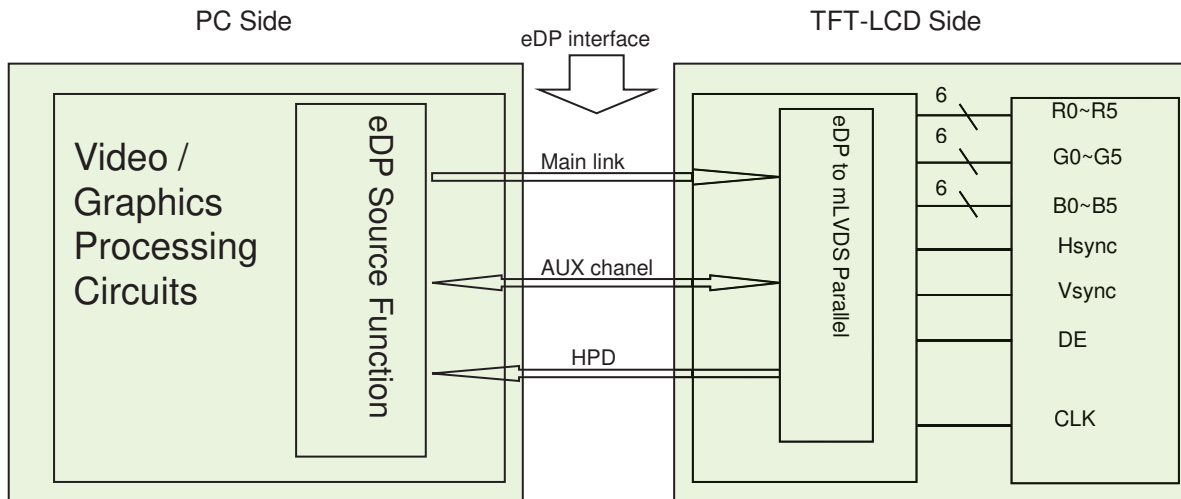 PC Side
eDP interface
TFT-LCD Side
Video /
Graphics
Processing
Circuits
eDP Source Function
Main link
AUX chanel
HPD
eDP to mLVDS Parallel
6
R0~R5
6
G0~G5
6
B0~B5
Hsync
Vsync
DE
CLK